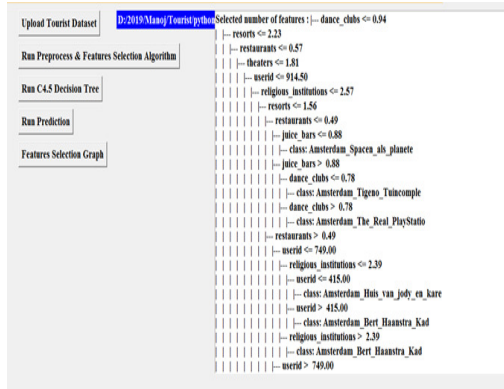 Upload Tourist Dataset
D:/2019/Manoj/Tourist/python
Run Preprocess & Features Selection Algorithm
Run C4.5 Decision Tree
Run Prediction
Features Selection Graph
Selected number of features : |--- dance_clubs <= 0.94
| |--- resorts <= 2.23
| | |--- restaurants <= 0.57
| | | |--- theaters <= 1.81
| | | | |--- userid <= 914.50
| | | | | |--- religious_institutions <= 2.57
| | | | | | |--- resorts <= 1.56
| | | | | | | |--- restaurants <= 0.49
| | | | | | | | |--- juice_bars <= 0.88
| | | | | | | | | |--- class: Amsterdam_Spacen_als_planete
| | | | | | | | |--- juice_bars > 0.88
| | | | | | | | | |--- dance_clubs <= 0.78
| | | | | | | | | | |--- class: Amsterdam_Tigeno_Tuincomple
| | | | | | | | | |--- dance_clubs > 0.78
| | | | | | | | | | |--- class: Amsterdam_The_Real_PlayStatio
| | | | | | | |--- restaurants > 0.49
| | | | | | | | |--- userid <= 749.00
| | | | | | | | | |--- religious_institutions <= 2.39
| | | | | | | | | | |--- userid <= 415.00
| | | | | | | | | | | |--- class: Amsterdam_Huis_van_jody_en_kare
| | | | | | | | | | |--- userid > 415.00
| | | | | | | | | | | |--- class: Amsterdam_Bert_Haanstra_Kad
| | | | | | | | | |--- religious_institutions > 2.39
| | | | | | | | | | |--- class: Amsterdam_Bert_Haanstra_Kad
| | | | | | | | |--- userid > 749.00